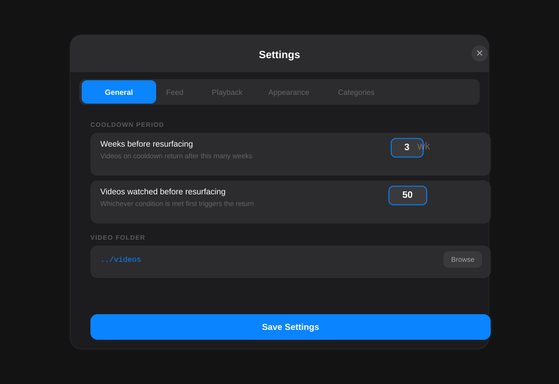 Settings
✕
General Feed Playback Appearance Categories
COOLDOWN PERIOD
Weeks before resurfacing
3 wk
Videos on cooldown return after this many weeks
Videos watched before resurfacing
50
Whichever condition is met first triggers the return
VIDEO FOLDER
../videos Browse
Save Settings